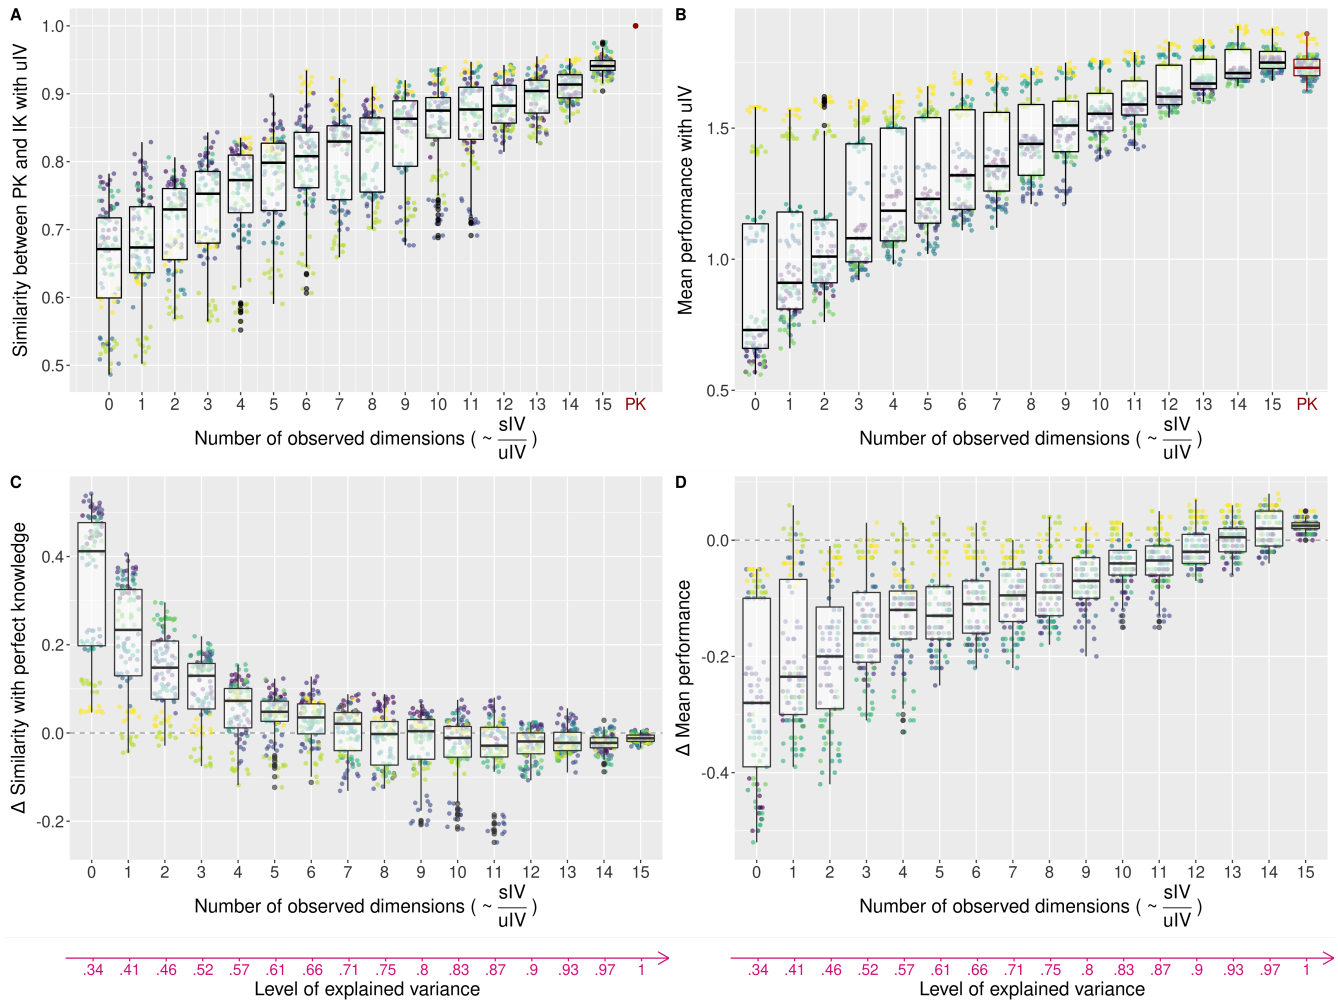 A
Similarity between PK and IK with uIV
1.0
0.9
0.8
0.7
0.6
0.5
0 1 2 3 4 5 6 7 8 9 10 11 12 13 14 15 PK
Number of observed dimensions ( ~ sIV
uIV )
B
Mean performance with uIV
1.5
1.0
0.5
0 1 2 3 4 5 6 7 8 9 10 11 12 13 14 15 PK
Number of observed dimensions ( ~ sIV
uIV )
C
Δ Similarity with perfect knowledge
0.4
0.2
0.0
-0.2
0 1 2 3 4 5 6 7 8 9 10 11 12 13 14 15
Number of observed dimensions ( ~ sIV
uIV )
D
Δ Mean performance
0.0
-0.2
-0.4
0 1 2 3 4 5 6 7 8 9 10 11 12 13 14 15
Number of observed dimensions ( ~ sIV
uIV )
.34 .41 .46 .52 .57 .61 .66 .71 .75 .8 .83 .87 .9 .93 .97 1
Level of explained variance
.34 .41 .46 .52 .57 .61 .66 .71 .75 .8 .83 .87 .9 .93 .97 1
Level of explained variance